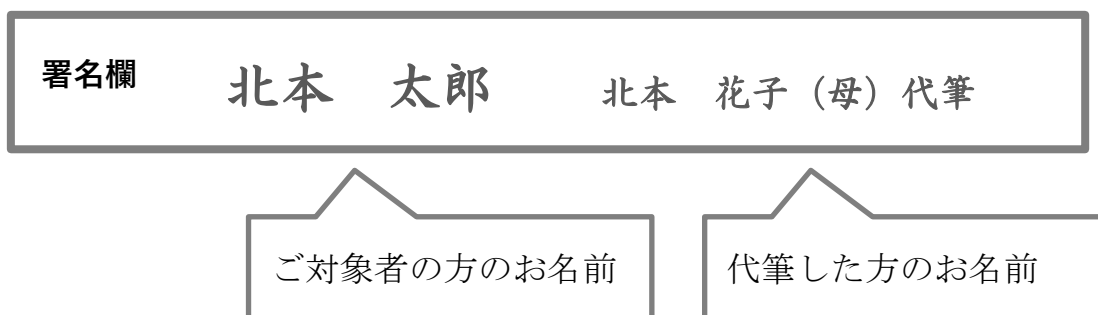 署名欄 北本 太郎 北本 花子（母）代筆
ご対象者の方のお名前
代筆した方のお名前